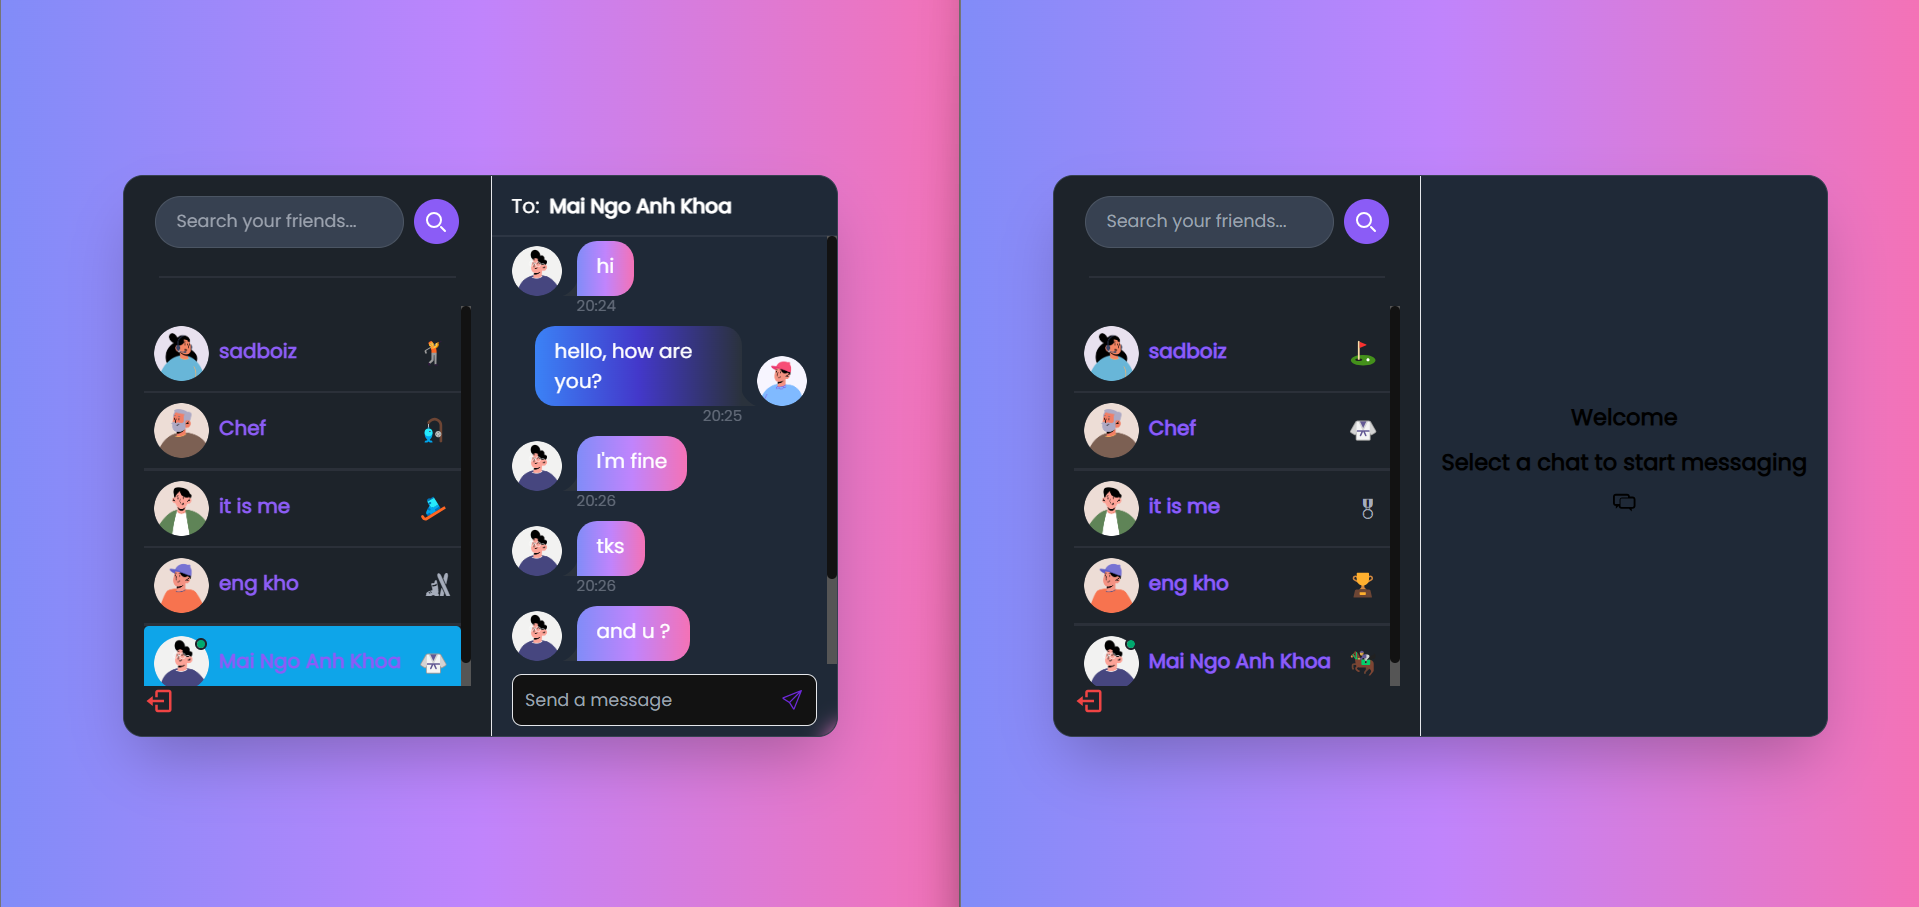 Search your friends...
sadboiz
Chef
it is me
eng kho
Mai Ngo Anh Khoa
To: Mai Ngo Anh Khoa
hi
20:24
hello, how are
you?
20:25
I'm fine
20:26
tks
20:26
and u ?
Send a message
Search your friends...
sadboiz
Chef
it is me
eng kho
Mai Ngo Anh Khoa
Welcome
Select a chat to start messaging